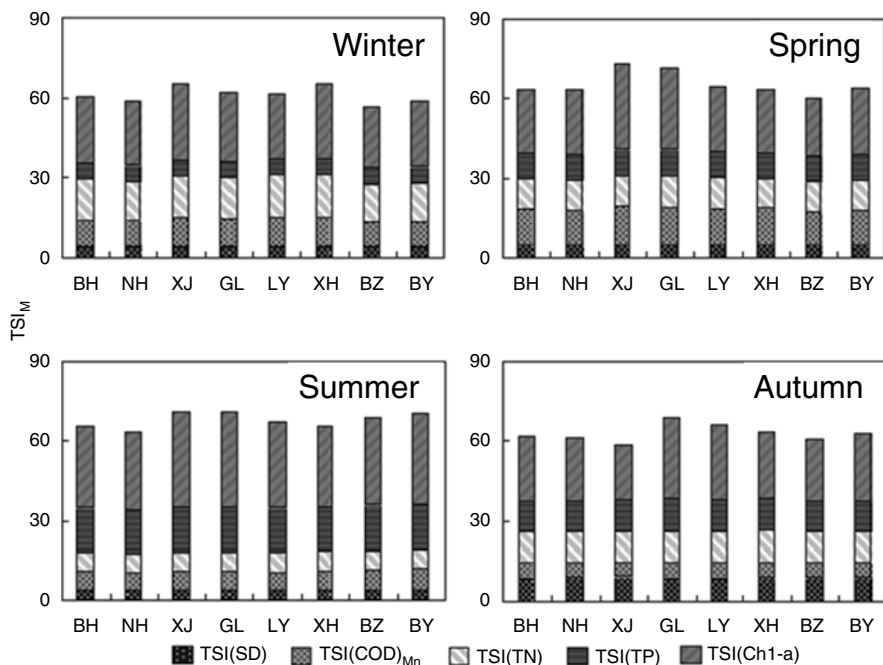 90
60
30
0
Winter
BH NH XJ GL LY XH BZ BY
90
60
30
0
Spring
BH NH XJ GL LY XH BZ BY
TSI_M
90
60
30
0
Summer
BH NH XJ GL LY XH BZ BY
90
60
30
0
Autumn
BH NH XJ GL LY XH BZ BY
TSI(SD) TSI(COD)_Mn TSI(TN) TSI(TP) TSI(Ch1-a)